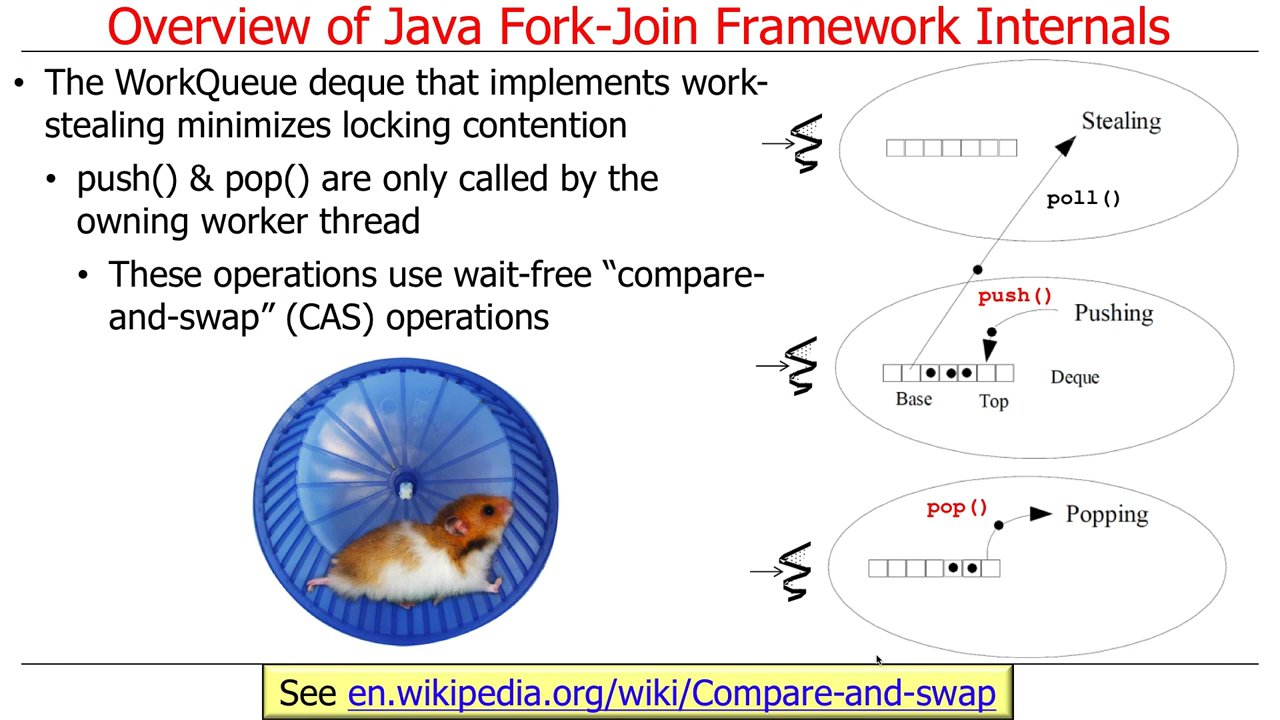 Overview of Java Fork-Join Framework Internals
• The WorkQueue deque that implements work-
stealing minimizes locking contention
• push() & pop() are only called by the
owning worker thread
• These operations use wait-free “compare-
and-swap” (CAS) operations
Stealing
poll()
push()
Pushing
Deque
Base
Top
pop()
Popping
See en.wikipedia.org/wiki/Compare-and-swap